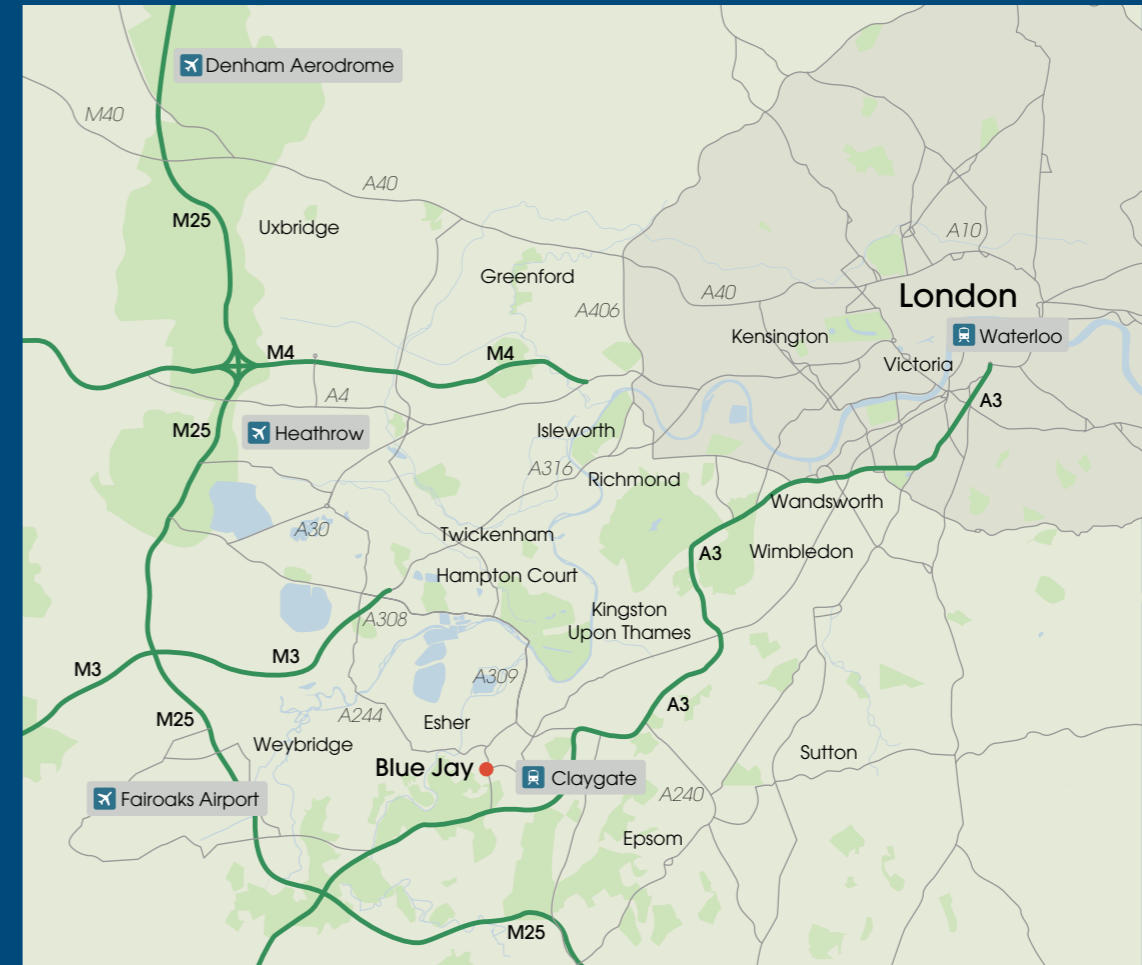 Denham Aerodrome
M40
A40
M25
Uxbridge
A10
Greenford
A40
London
A406
Kensington
Waterloo
M4
M4
Victoria
A4
A3
M25
Heathrow
Isleworth
A316
Richmond
Wandsworth
A30
Twickenham
A3
Wimbledon
Hampton Court
Kingston
Upon Thames
A308
M3
M3
A309
A3
M25
A244
Esher
Weybridge
Sutton
Blue Jay
Claygate
Fairoaks Airport
A240
Epsom
M25